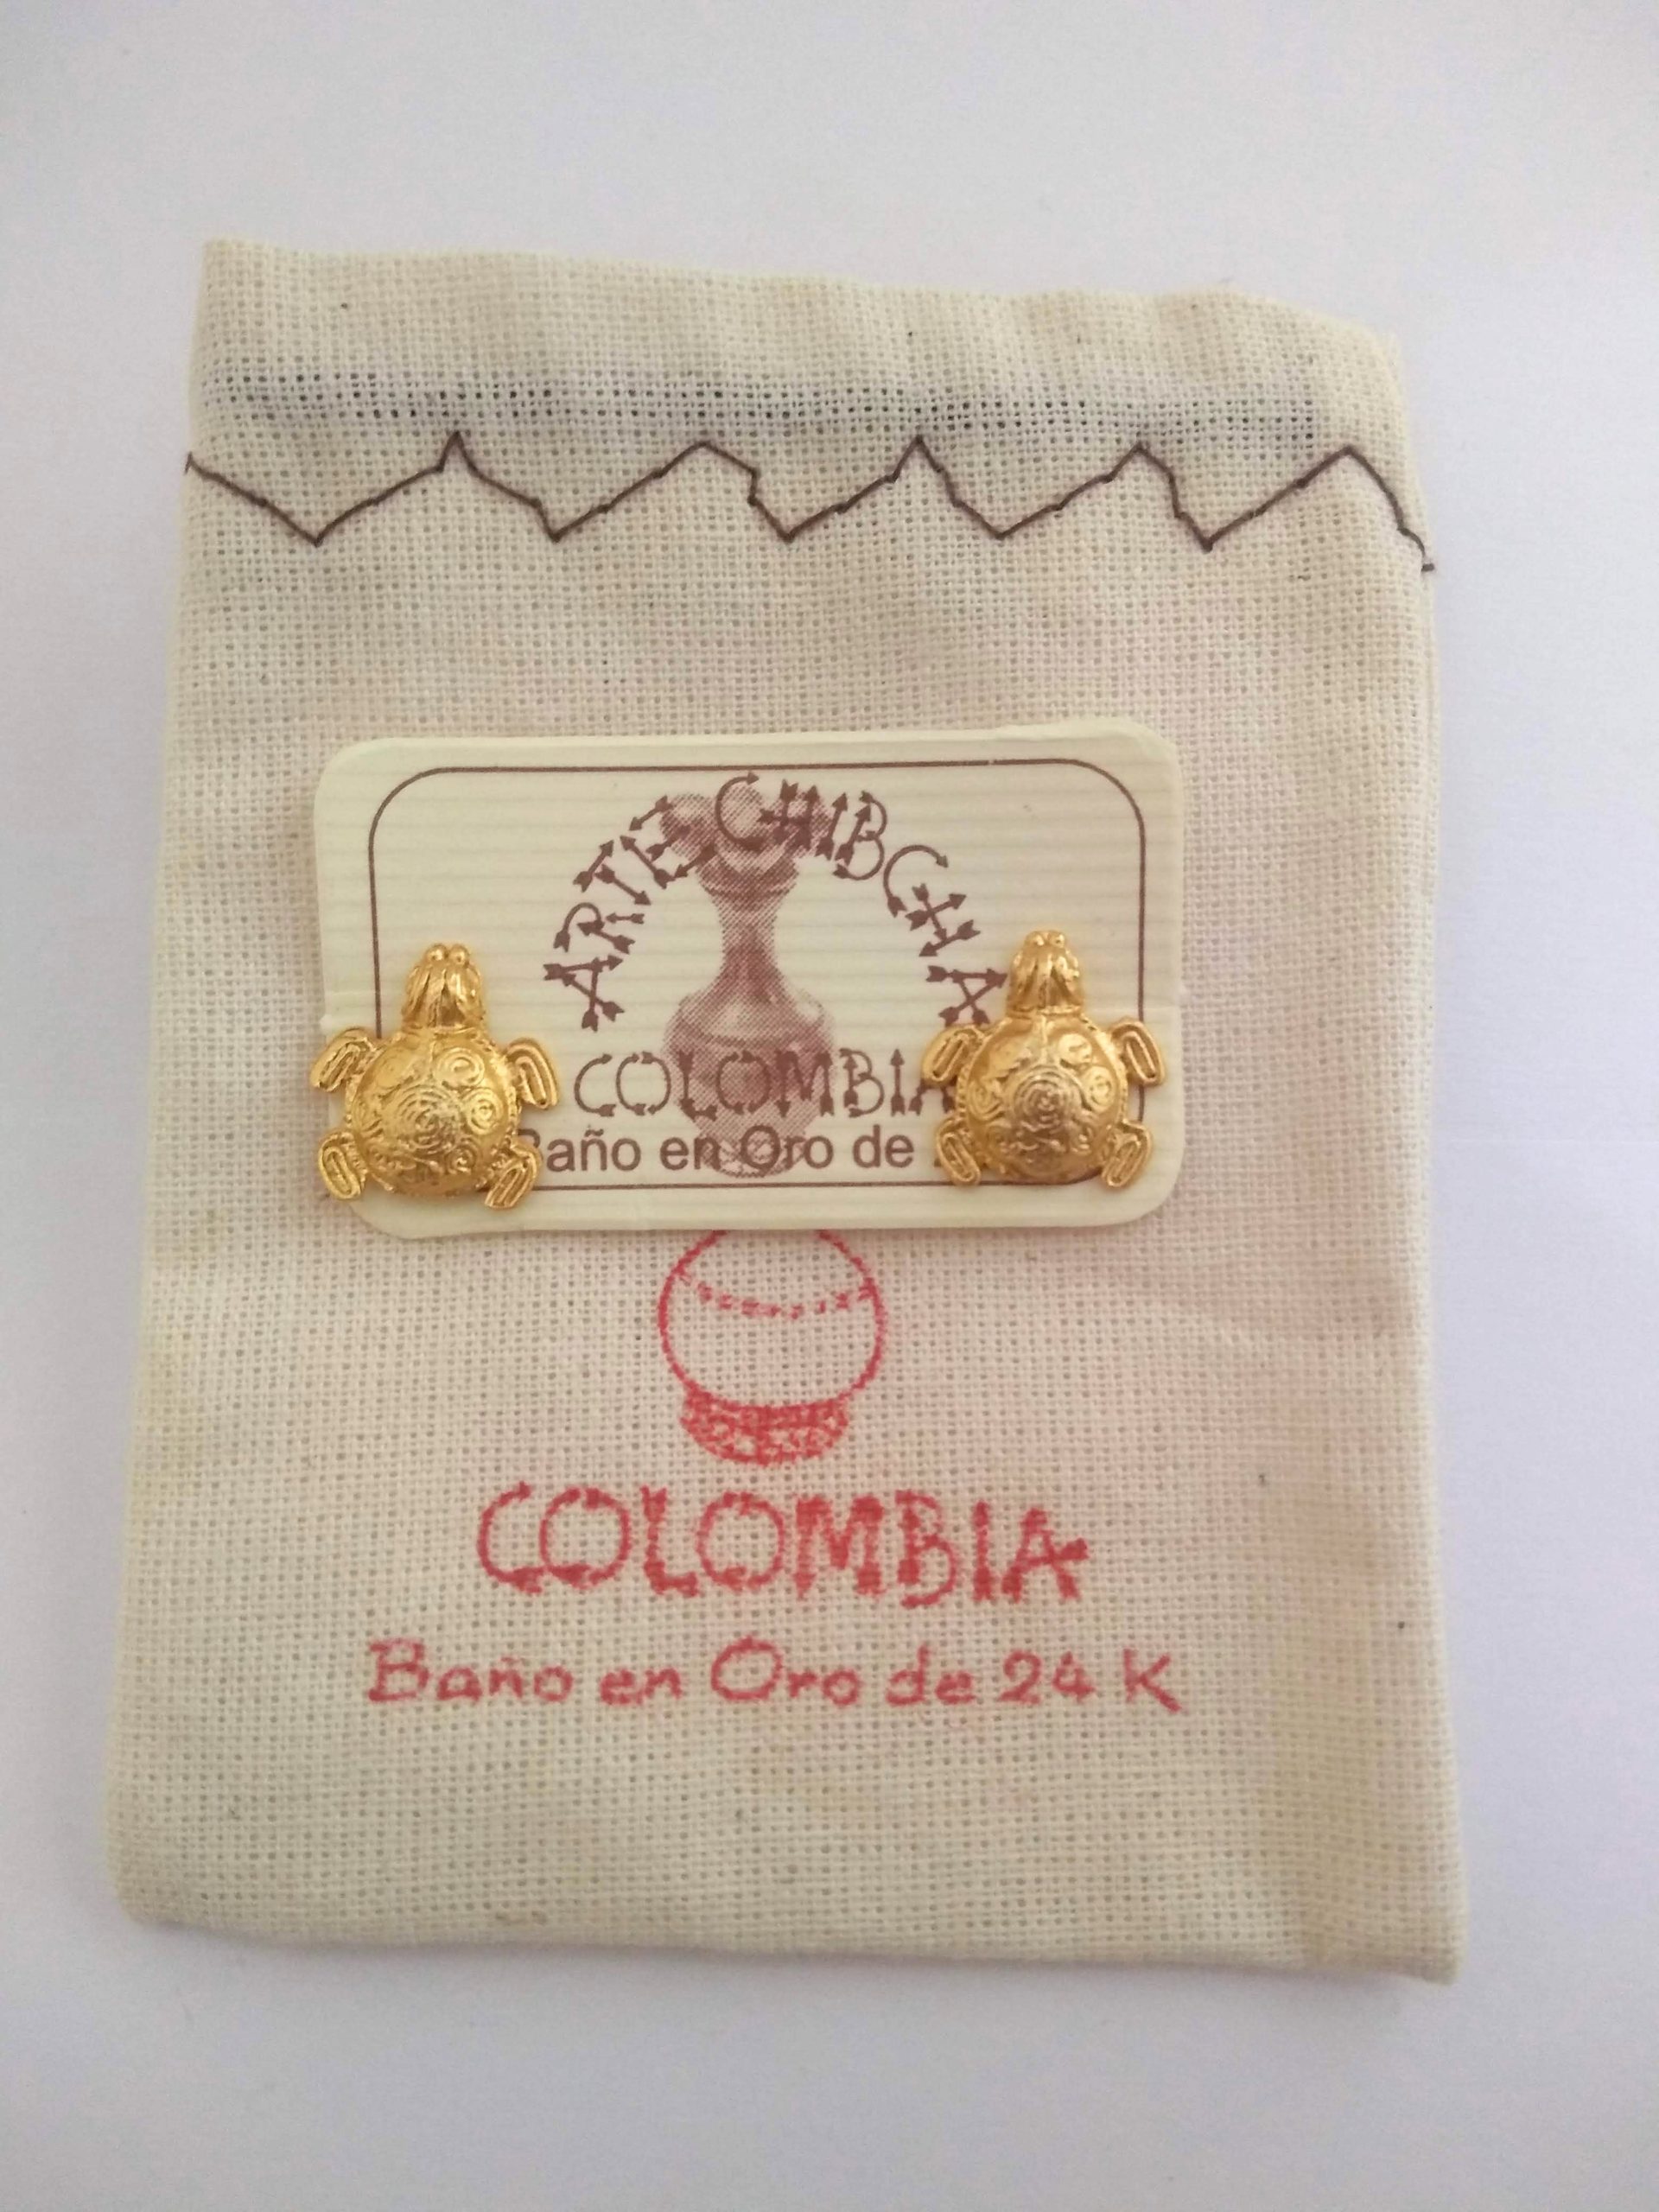 ARTE CHIBCHA
COLOMBIA
Baño en Oro de
COLOMBIA
Baño en Oro de 24 K